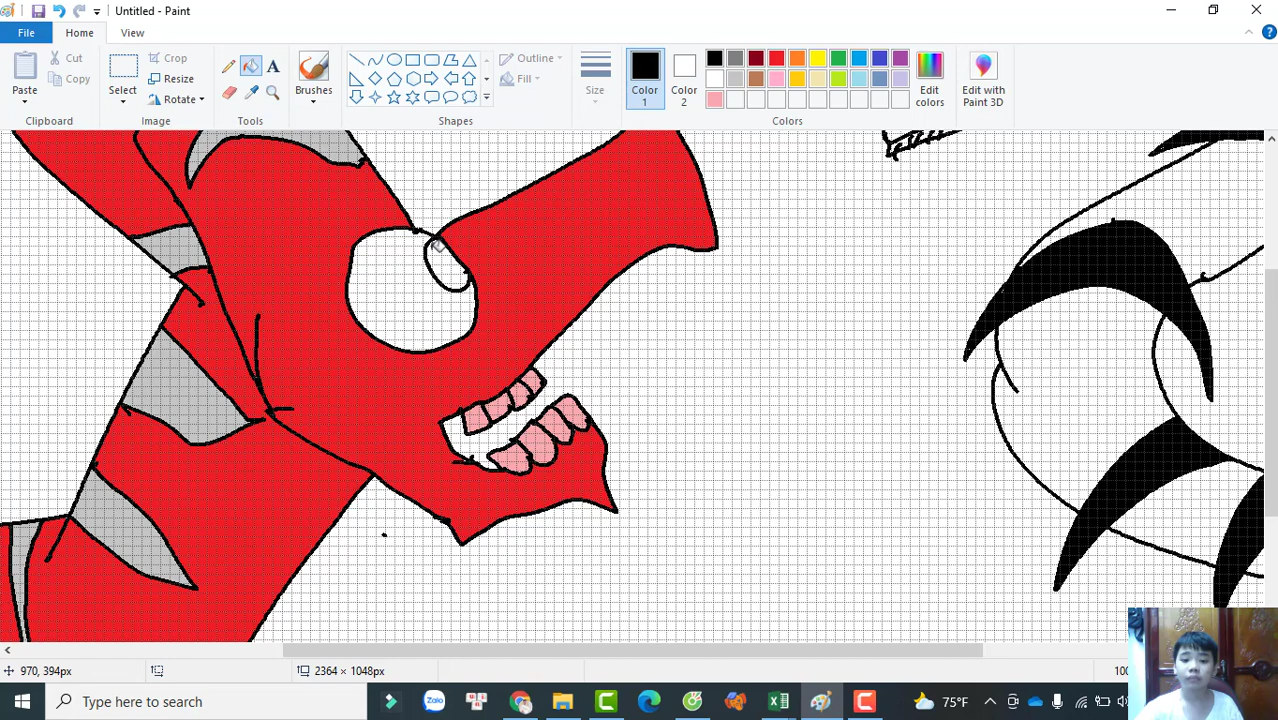 Untitled - Paint
File
Home
View
Paste
Cut
Copy
Clipboard
Select
Crop
Resize
Rotate
Image
A
Tools
Brushes
Outline
Fill
Shapes
Size
Color
1
Color
2
Edit
colors
Colors
Edit with
Paint 3D
970, 394px
2364 × 1048px
100
Type here to search
Zalo
75°F